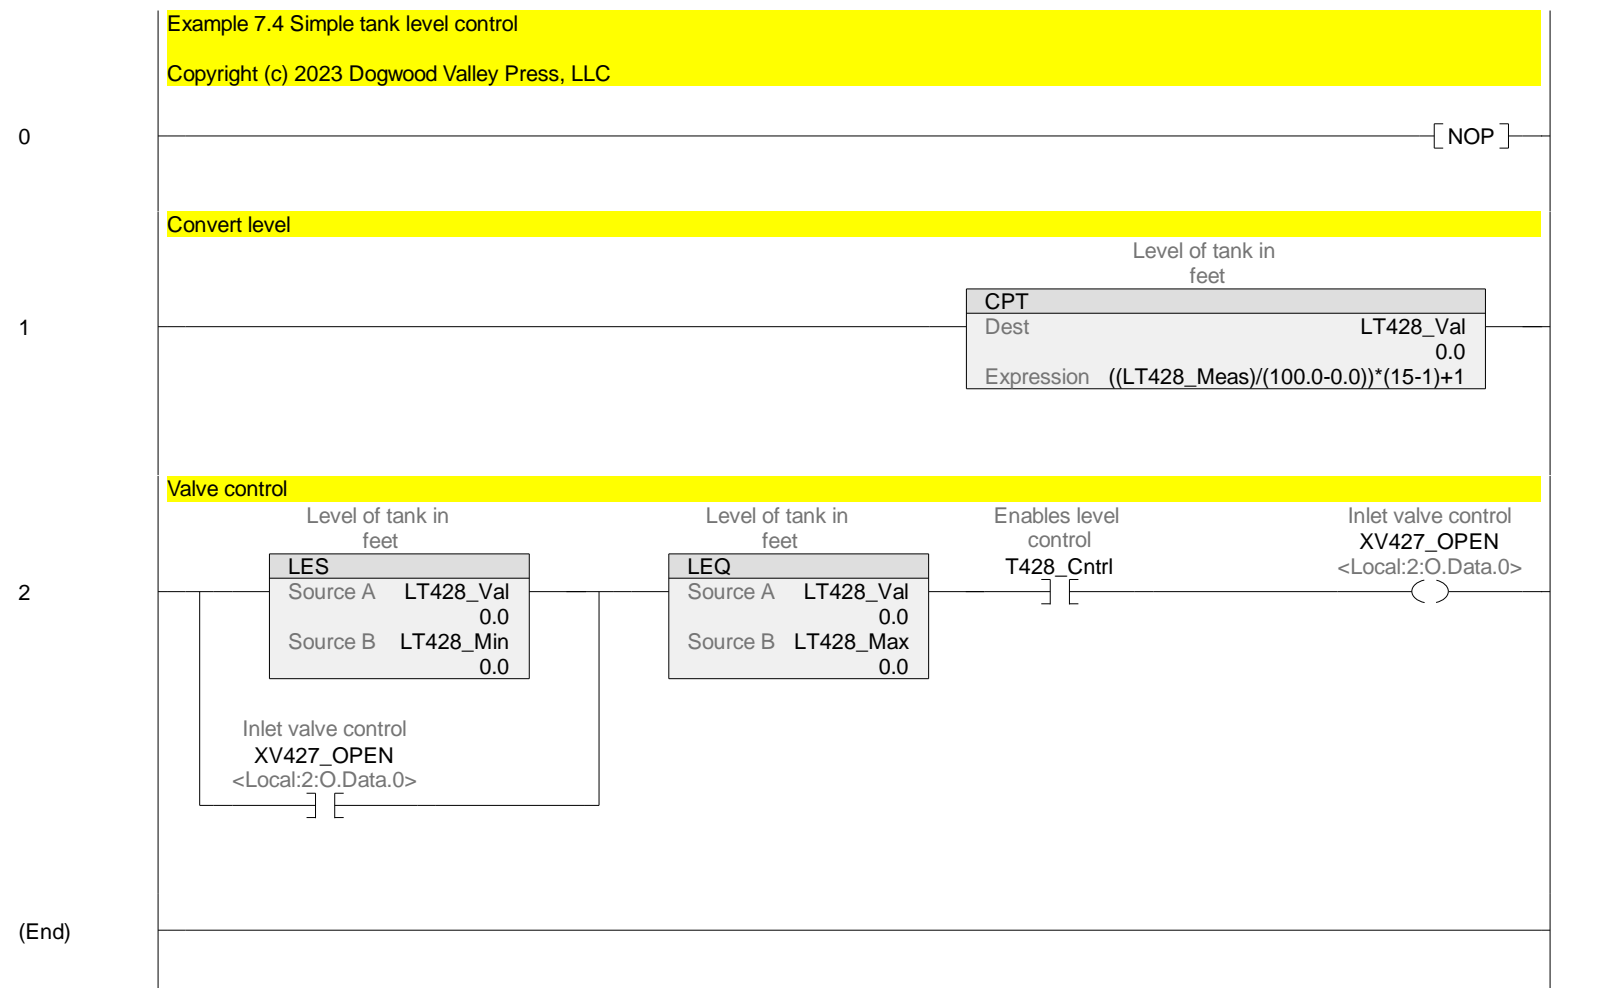 Example 7.4 Simple tank level control
Copyright (c) 2023 Dogwood Valley Press, LLC
0
NOP
Convert level
Level of tank in
feet
CPT
1
Dest LT428_Val
0.0
Expression ((LT428_Meas)/(100.0-0.0))*(15-1)+1
Valve control
Level of tank in
feet
LES
Source A LT428_Val
0.0
Source B LT428_Min
0.0
Level of tank in
feet
LEQ
Source A LT428_Val
0.0
Source B LT428_Max
0.0
Enables level
control
T428_Cntrl
Inlet valve control
XV427_OPEN
<Local:2:O.Data.0>
2
Inlet valve control
XV427_OPEN
<Local:2:O.Data.0>
(End)